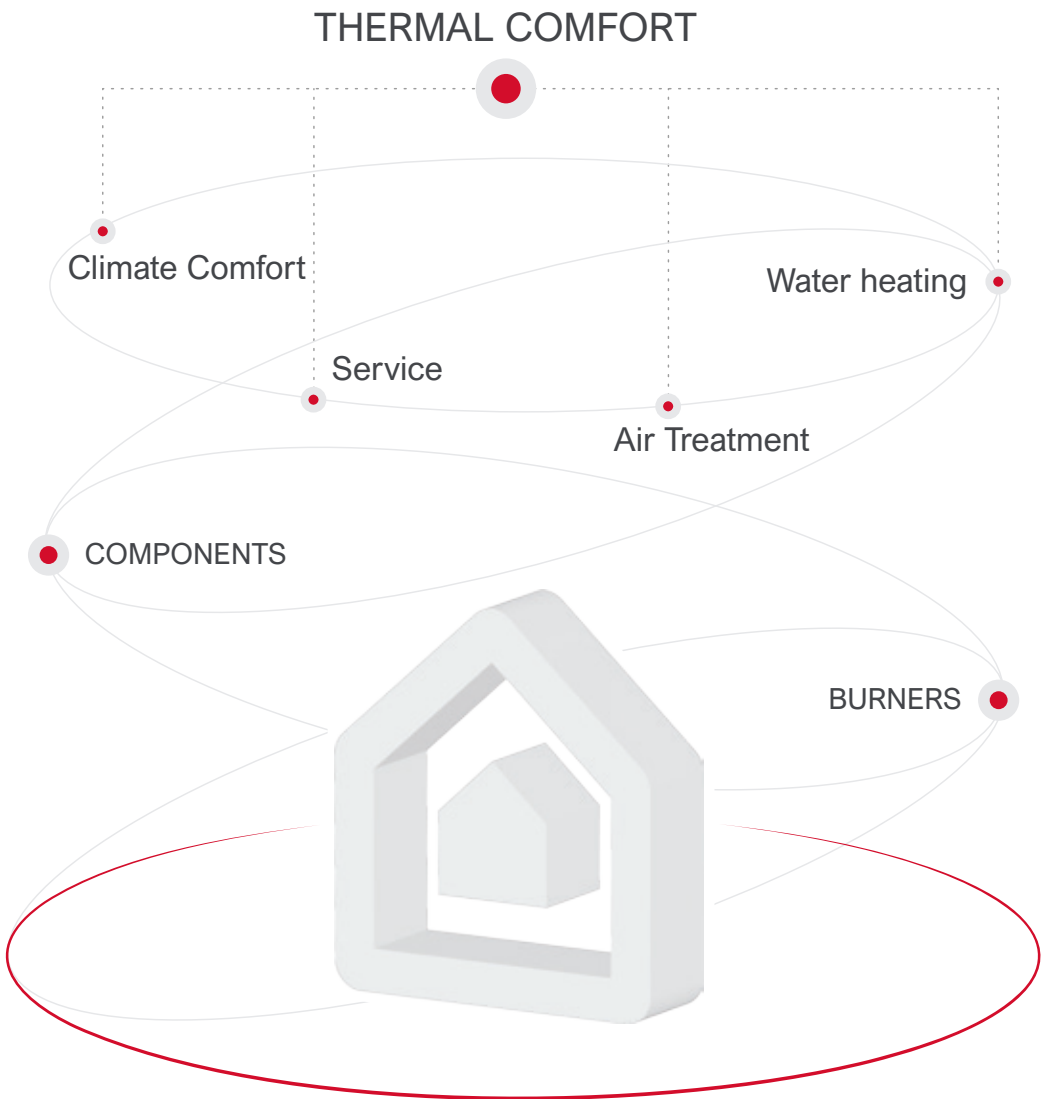 THERMAL COMFORT
Climate Comfort
Water heating
Service
Air Treatment
COMPONENTS
BURNERS